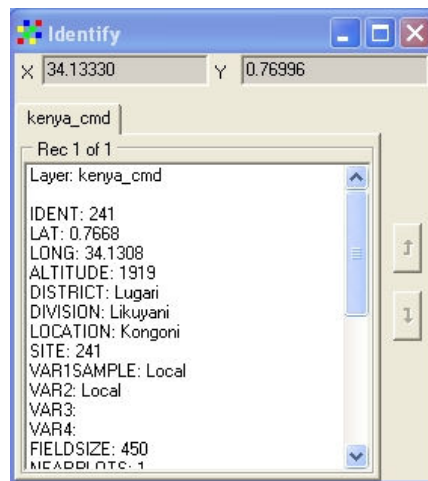 Identify
X 34.13330 Y 0.76996
kenya_cmd
Rec 1 of 1
Layer: kenya_cmd
IDENT: 241
LAT: 0.7668
LONG: 34.1308
ALTITUDE: 1919
DISTRICT: Lugari
DIVISION: Likuyani
LOCATION: Kongoni
SITE: 241
VAR1SAMPLE: Local
VAR2: Local
VAR3:
VAR4:
FIELDSIZE: 450
NEARPLOTS: 1